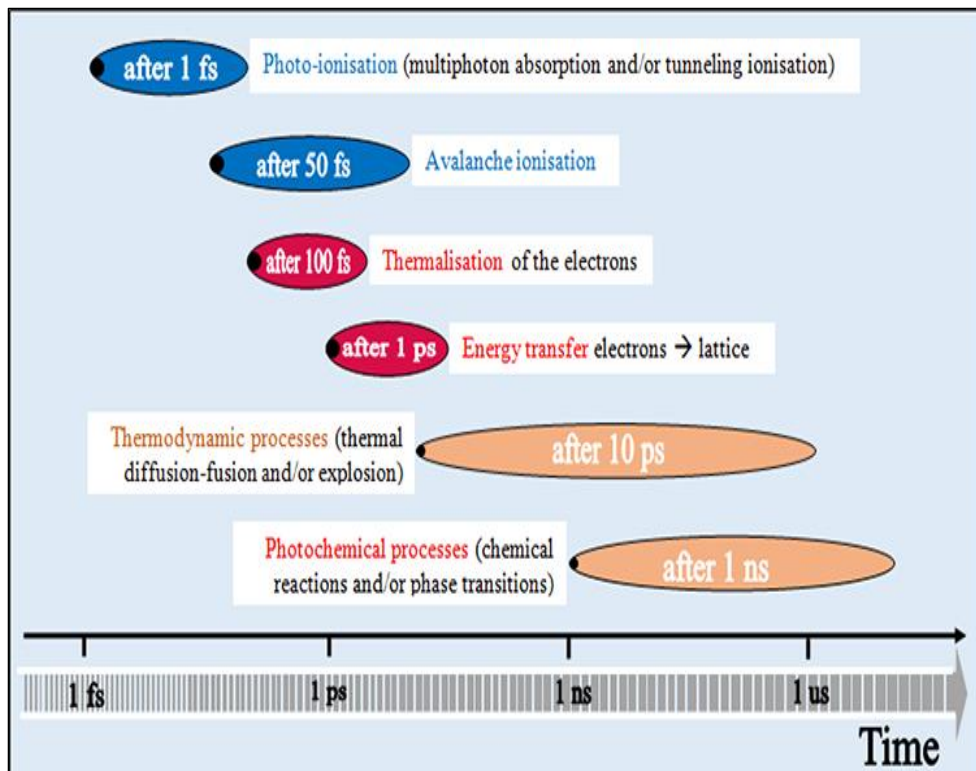 after 1 fs Photo-ionisation (multiphoton absorption and/or tunneling ionisation)
after 50 fs Avalanche ionisation
after 100 fs Thermalisation of the electrons
after 1 ps Energy transfer electrons → lattice
Thermodynamic processes (thermal
diffusion-fusion and/or explosion)
after 10 ps
Photochemical processes (chemical
reactions and/or phase transitions)
after 1 ns
1 fs 1 ps 1 ns 1 us
Time